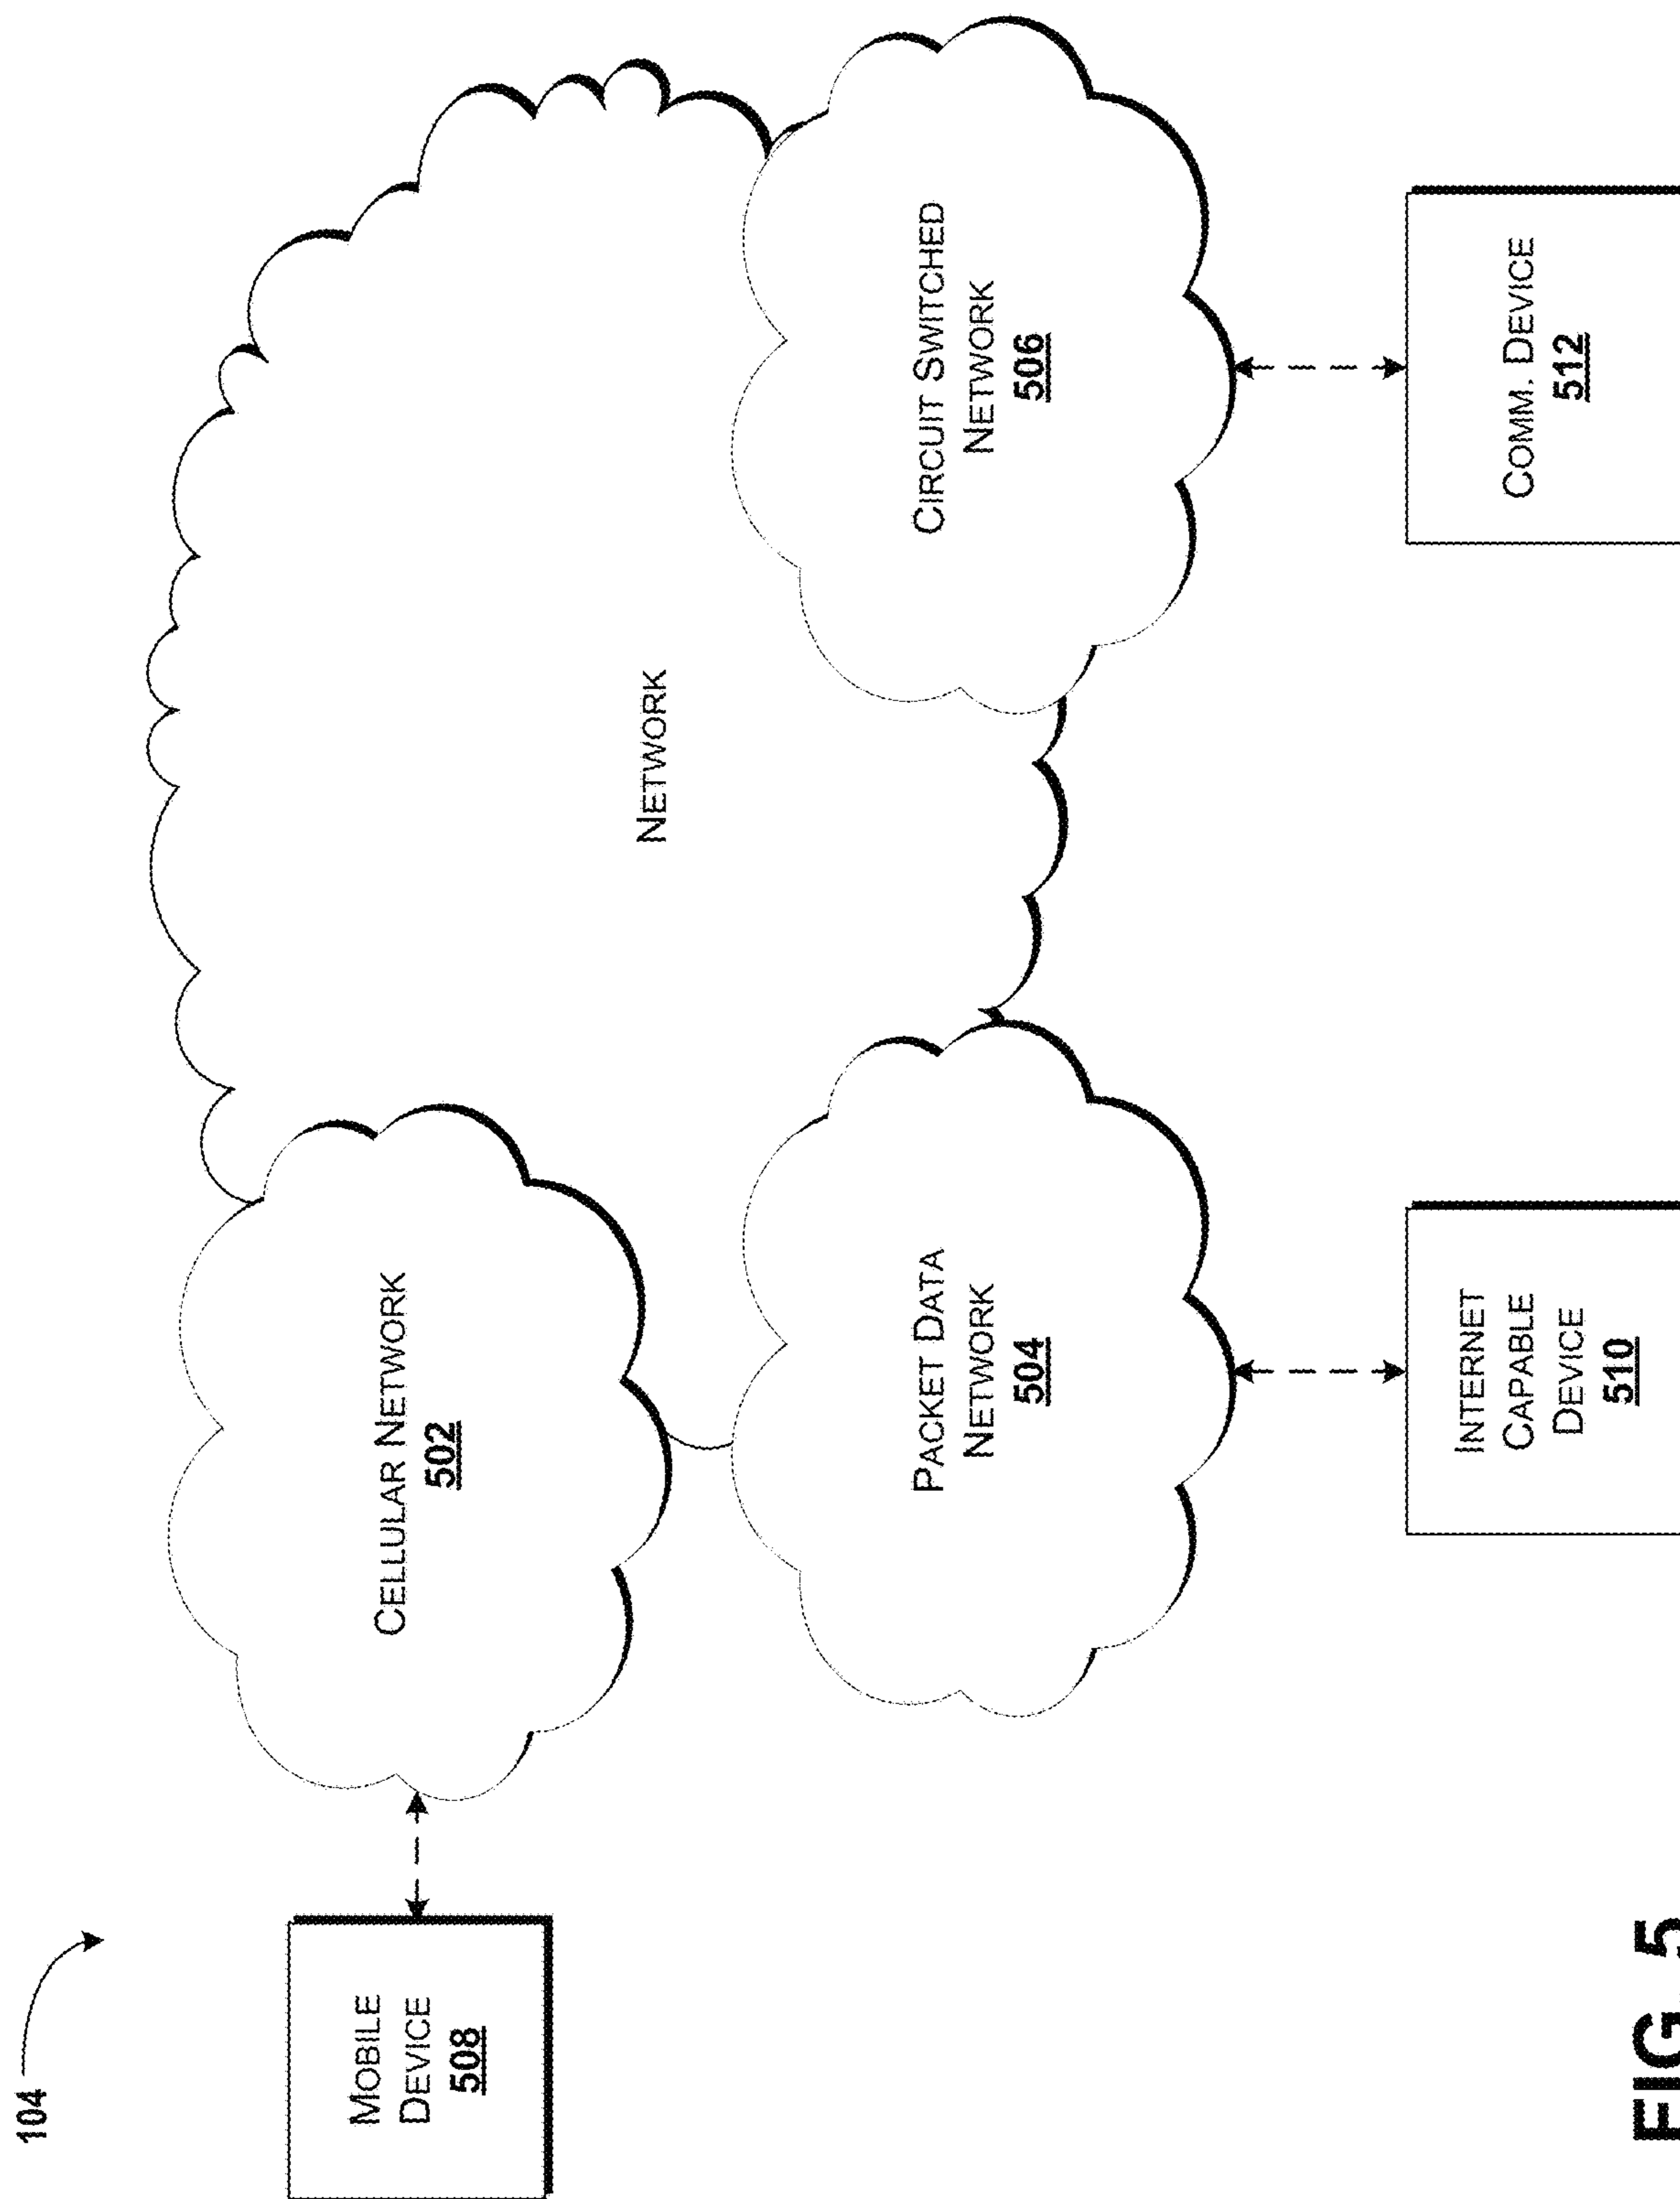 104
MOBILE
DEVICE
508
CELLULAR NETWORK
502
NETWORK
PACKET DATA
NETWORK
504
CIRCUIT SWITCHED
NETWORK
506
INTERNET
CAPABLE
DEVICE
510
COMM. DEVICE
512
FIG. 5